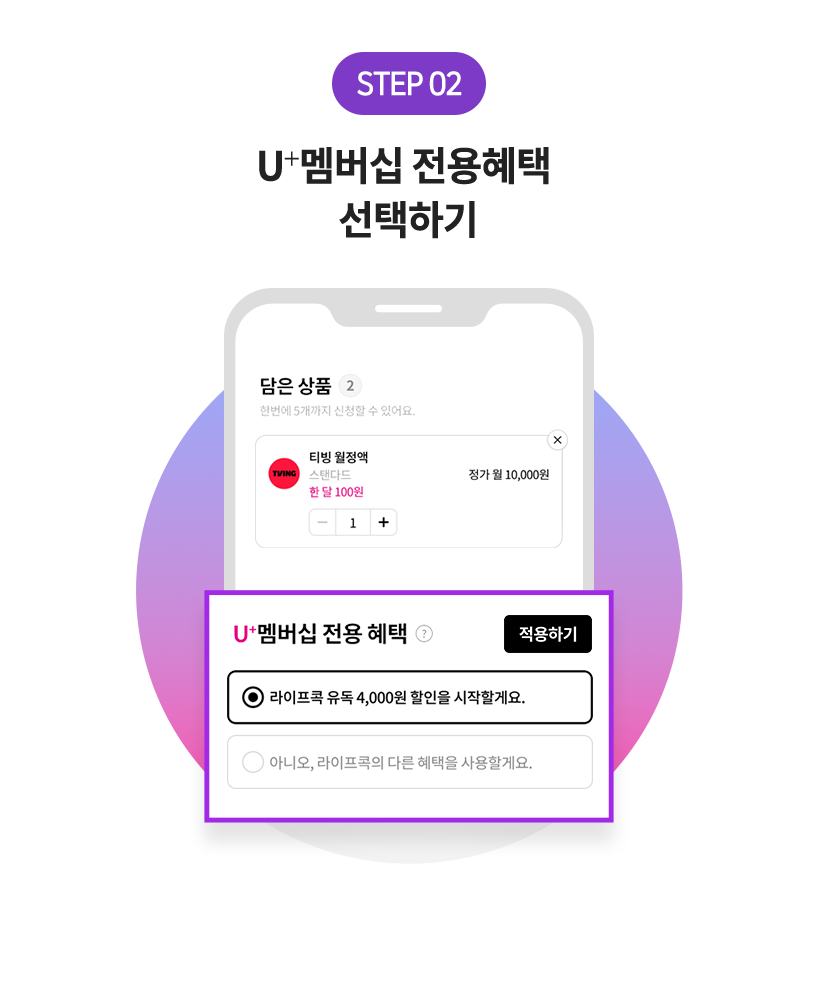 STEP 02
U⁺멤버십 전용혜택
선택하기
담은 상품 2
한번에 5개까지 신청할 수 있어요.
TVING
티빙 월정액
스탠다드
한 달 100원
정가 월 10,000원
− 1 +
U⁺멤버십 전용 혜택 ?
적용하기
라이프콕 유독 4,000원 할인을 시작할게요.
아니오, 라이프콕의 다른 혜택을 사용할게요.